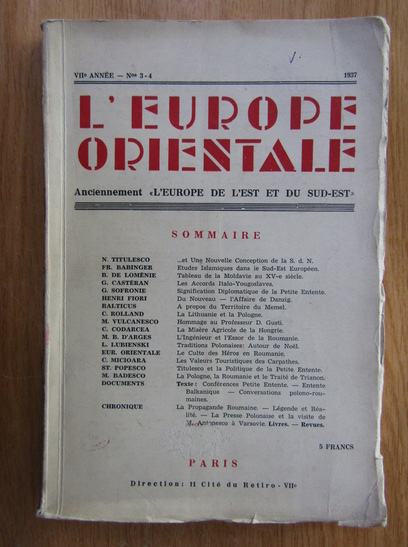 VIIe ANNÉE — Nos 3-4 1937
L'EUROPE
ORIENTALE
Anciennement «L'EUROPE DE L'EST ET DU SUD-EST»
SOMMAIRE
N. TITULESCO ...et Une Nouvelle Conception de la S. d. N.
FR. BABINGER Etudes Islamiques dans le Sud-Est Européen.
B. DE LOMÉNIE Tableau de la Moldavie au XV-e siècle.
G. CASTÉRAN Les Accords Italo-Yougoslaves.
G. SOFRONIE Signification Diplomatique de la Petite Entente.
HENRI FIORI Du Nouveau — l'Affaire de Danzig.
BALTICUS A propos du Territoire du Memel.
C. ROLLAND La Lithuanie et la Pologne.
M. VULCANESCO Hommage au Professeur D. Gusti.
C. CODARCEA La Misère Agricole de la Hongrie.
M. B. D'ARGES L'Ingénieur et l'Essor de la Roumanie.
L. LUBIENSKI Traditions Polonaises: Autour de Noël.
EUR. ORIENTALE Le Culte des Héros en Roumanie.
C. MICIOARA Les Valeurs Touristiques des Carpathes.
ST. POPESCO Titulesco et la Politique de la Petite Entente.
M. BADESCO La Pologne, la Roumanie et le Traité de Trianon.
DOCUMENTS Texte: Conférences Petite Entente. — Entente
Balkanique — Conversations polono-rou-
maines.
CHRONIQUE La Propagande Roumaine. — Légende et Réa-
lité. — La Presse Polonaise et la visite de
M. Antonesco à Varsovie. Livres. — Revues.
5 FRANCS
PARIS
Direction: 11 Cité du Retiro - VIIe